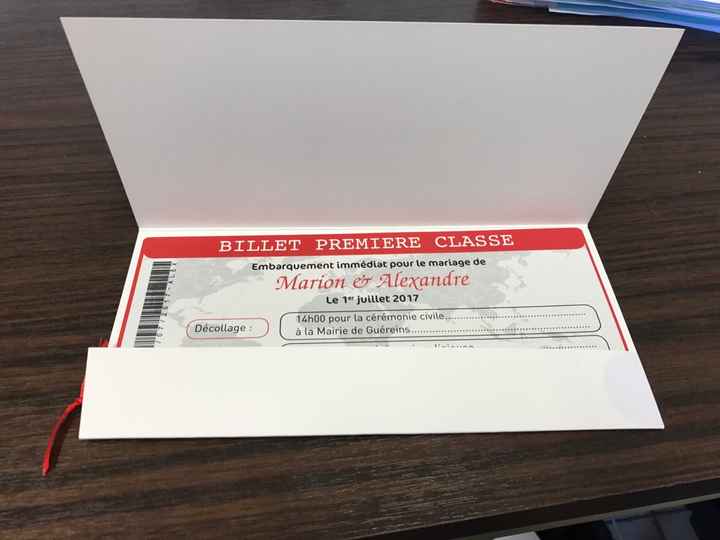 BILLET PREMIERE CLASSE
Embarquement immédiat pour le mariage de
Marion & Alexandre
Le 1er juillet 2017
14h00 pour la cérémonie civile
Décollage :
à la Mairie de Guéreins